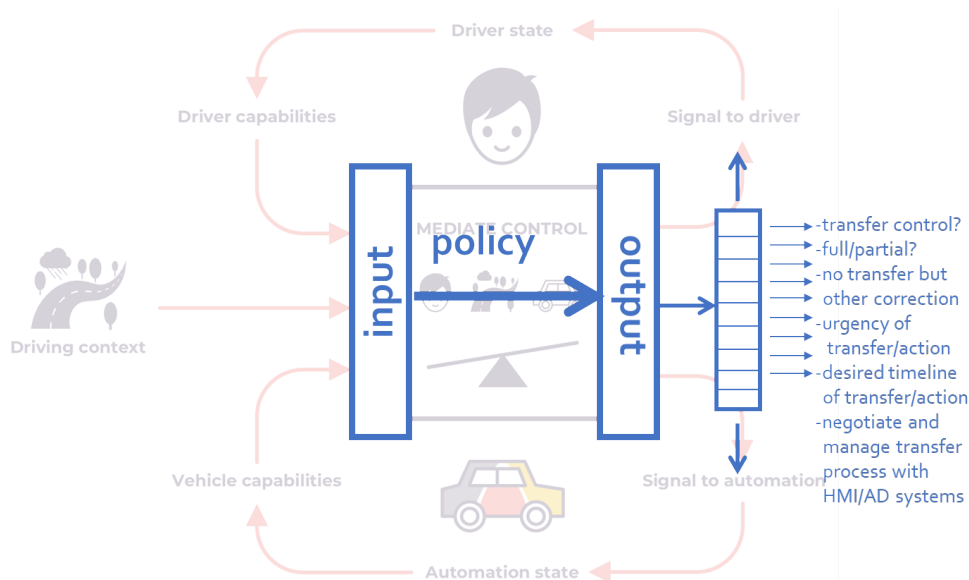 Driver state
Driver capabilities
Signal to driver
MEDIATE CONTROL
policy
input
output
Driving context
-transfer control?
-full/partial?
-no transfer but
other correction
-urgency of
transfer/action
-desired timeline
of transfer/action
-negotiate and
manage transfer
process with
HMI/AD systems
Vehicle capabilities
Signal to automation
Automation state